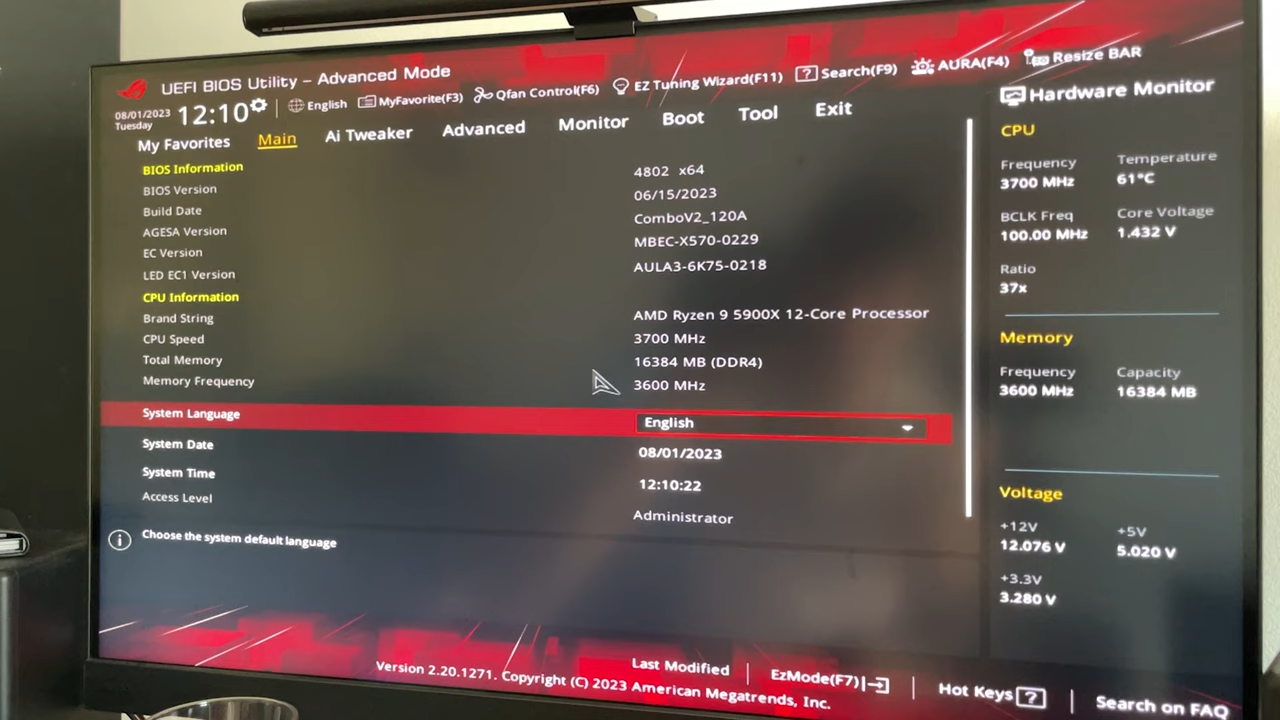 UEFI BIOS Utility – Advanced Mode
08/01/2023
Tuesday
12:10
English
MyFavorite(F3)
Qfan Control(F6)
EZ Tuning Wizard(F11)
Search(F9)
AURA(F4)
Resize BAR
My Favorites
Main
Ai Tweaker
Advanced
Monitor
Boot
Tool
Exit
BIOS Information
BIOS Version 4802 x64
Build Date 06/15/2023
AGESA Version ComboV2_120A
EC Version MBEC-X570-0229
LED EC1 Version AULA3-6K75-0218
CPU Information
Brand String AMD Ryzen 9 5900X 12-Core Processor
CPU Speed 3700 MHz
Total Memory 16384 MB (DDR4)
Memory Frequency 3600 MHz
System Language English
System Date 08/01/2023
System Time 12:10:22
Access Level Administrator
Choose the system default language
Hardware Monitor
CPU
Frequency Temperature
3700 MHz 61°C
BCLK Freq Core Voltage
100.00 MHz 1.432 V
Ratio
37x
Memory
Frequency Capacity
3600 MHz 16384 MB
Voltage
+12V +5V
12.076 V 5.020 V
+3.3V
3.280 V
Last Modified
EzMode(F7)
Hot Keys ?
Search on FAQ
Version 2.20.1271. Copyright (C) 2023 American Megatrends, Inc.